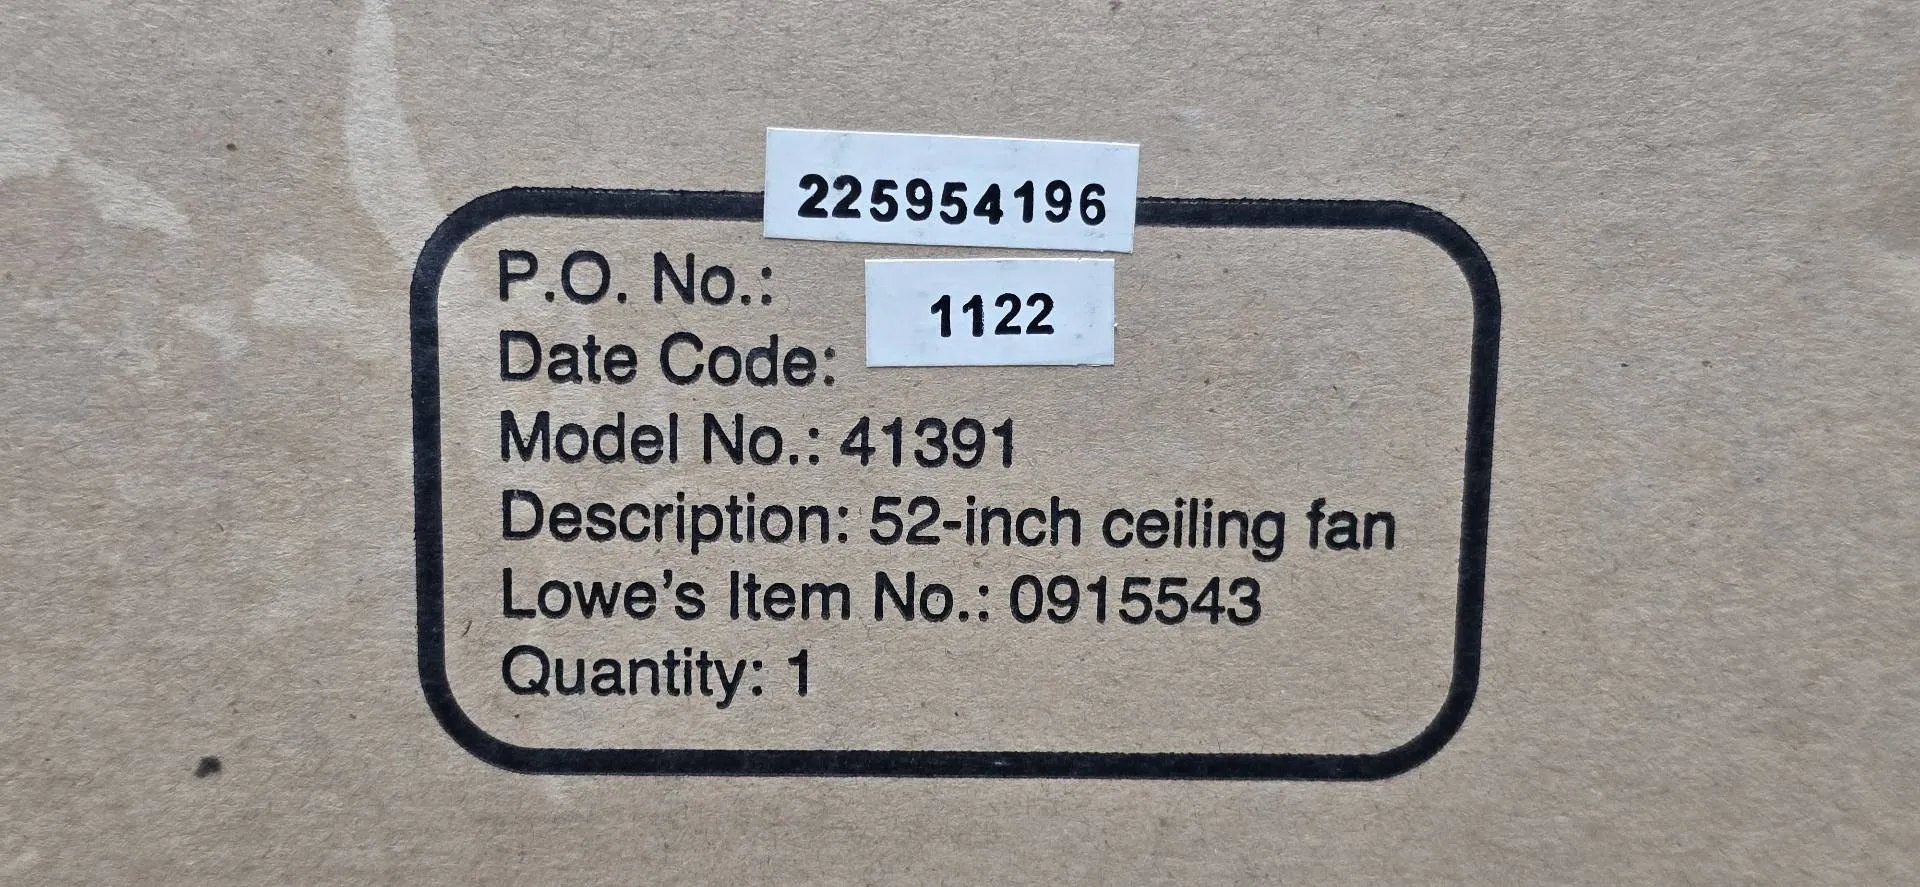 225954196
P.O. No.:
1122
Date Code:
Model No.: 41391
Description: 52-inch ceiling fan
Lowe's Item No.: 0915543
Quantity: 1